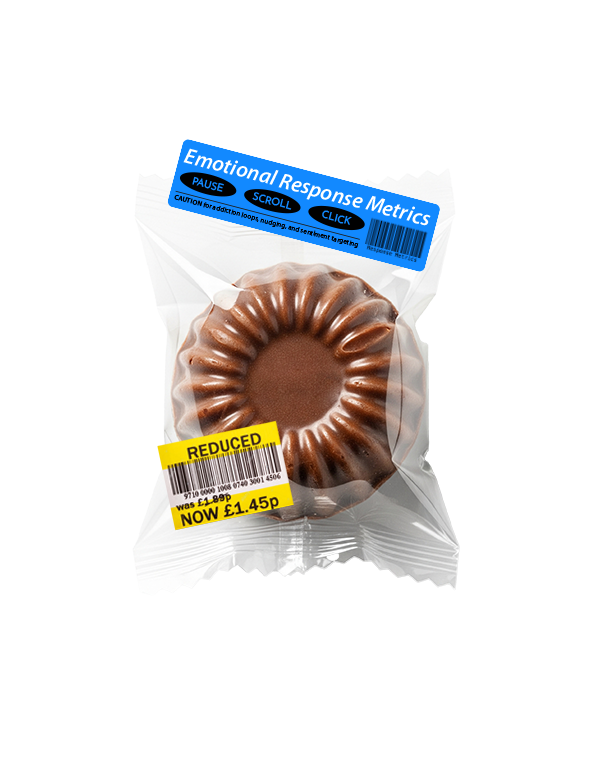 Emotional Response Metrics
PAUSE SCROLL CLICK
CAUTION for addiction loops, nudging, and sentiment targeting
Response Metrics
REDUCED
9710 0000 1008 0740 3001 4506
was £1.89p
NOW £1.45p